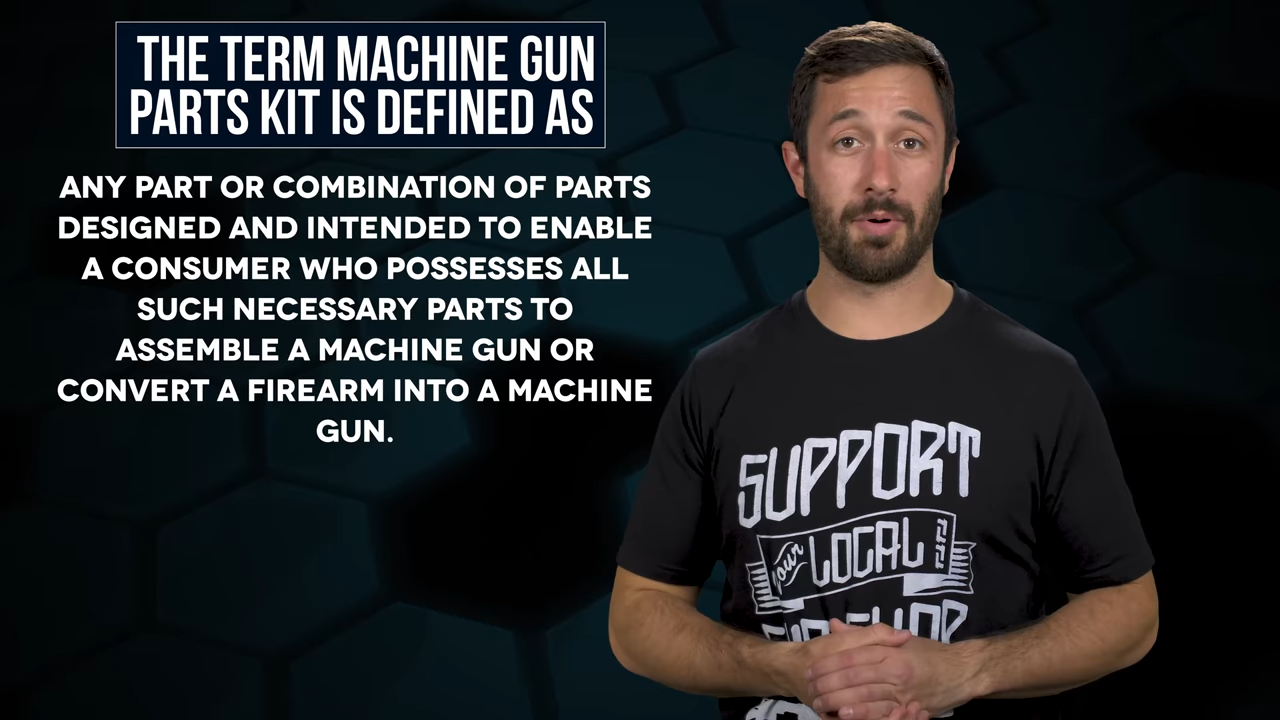 THE TERM MACHINE GUN
PARTS KIT IS DEFINED AS
ANY PART OR COMBINATION OF PARTS
DESIGNED AND INTENDED TO ENABLE
A CONSUMER WHO POSSESSES ALL
SUCH NECESSARY PARTS TO
ASSEMBLE A MACHINE GUN OR
CONVERT A FIREARM INTO A MACHINE
GUN.
SUPPORT
your LOCAL